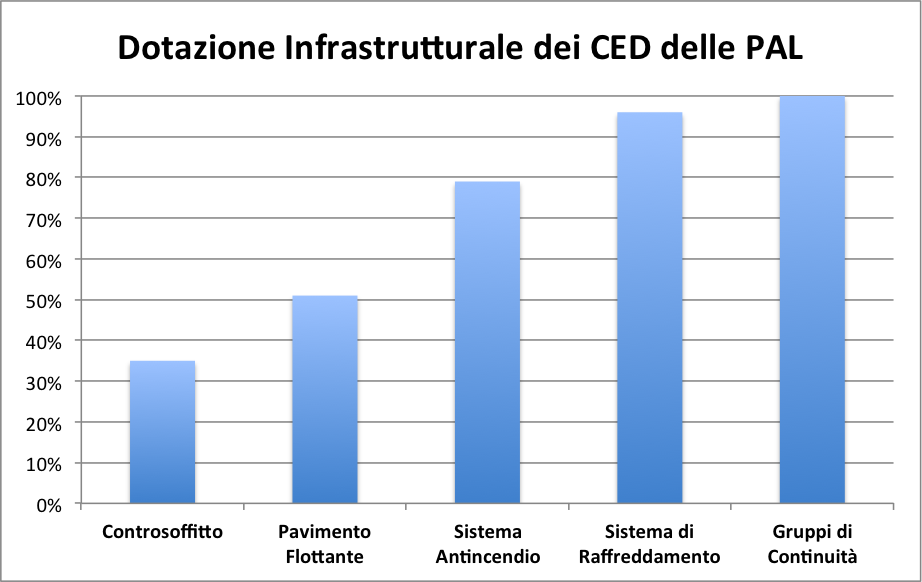 Dotazione Infrastrutturale dei CED delle PAL
100%
90%
80%
70%
60%
50%
40%
30%
20%
10%
0%
Controsoffitto
Pavimento
Flottante
Sistema
Antincendio
Sistema di
Raffreddamento
Gruppi di
Continuità